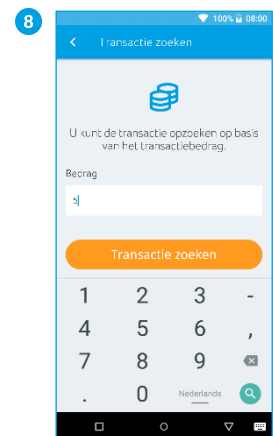 8
100% 08:00
Transactie zoeken
U kunt de transactie opzoeken op basis
van het transactiebedrag.
Bedrag
5
Transactie zoeken
1 2 3 -
4 5 6 ,
7 8 9
. 0 Nederlands